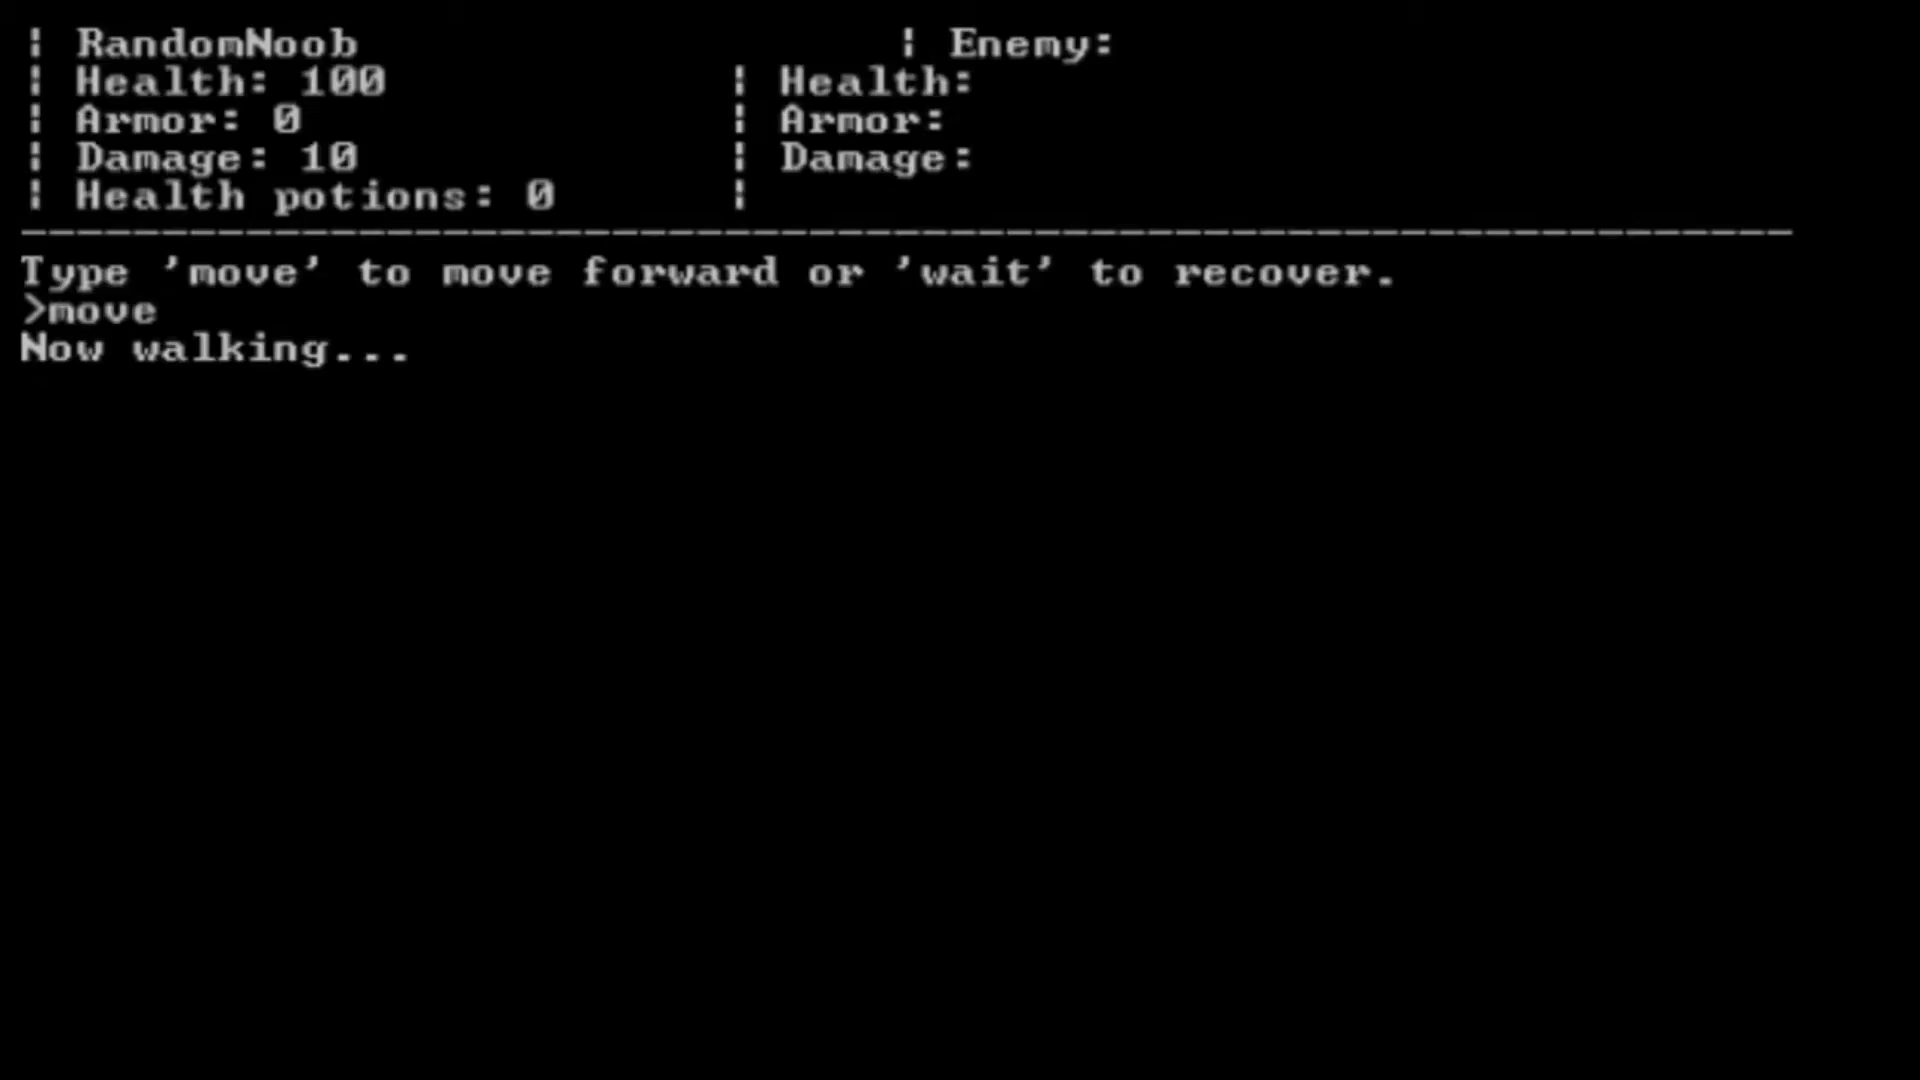 ¦ RandomNoob ¦ Enemy:
¦ Health: 100 ¦ Health:
¦ Armor: 0 ¦ Armor:
¦ Damage: 10 ¦ Damage:
¦ Health potions: 0 ¦
----------------------------------------------------------------
Type 'move' to move forward or 'wait' to recover.
>move
Now walking...